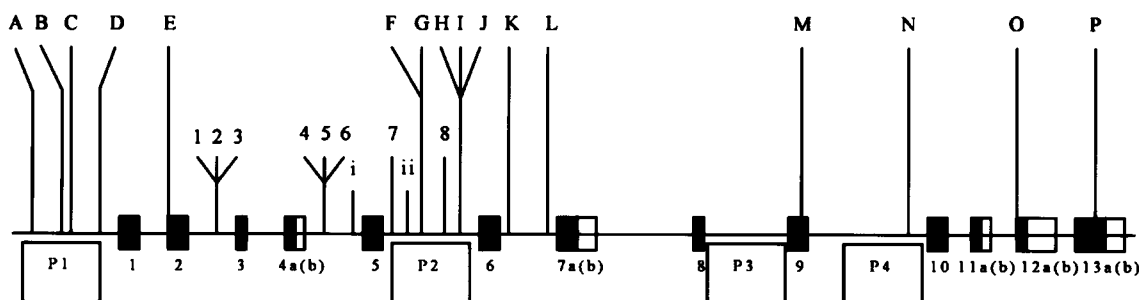 A B C D E F G H I J K L M N O P
1 2 3 4 5 6 7 8
i ii
P1 P2 P3 P4
1 2 3 4a(b) 5 6 7a(b) 8 9 10 11a(b) 12a(b) 13a(b)